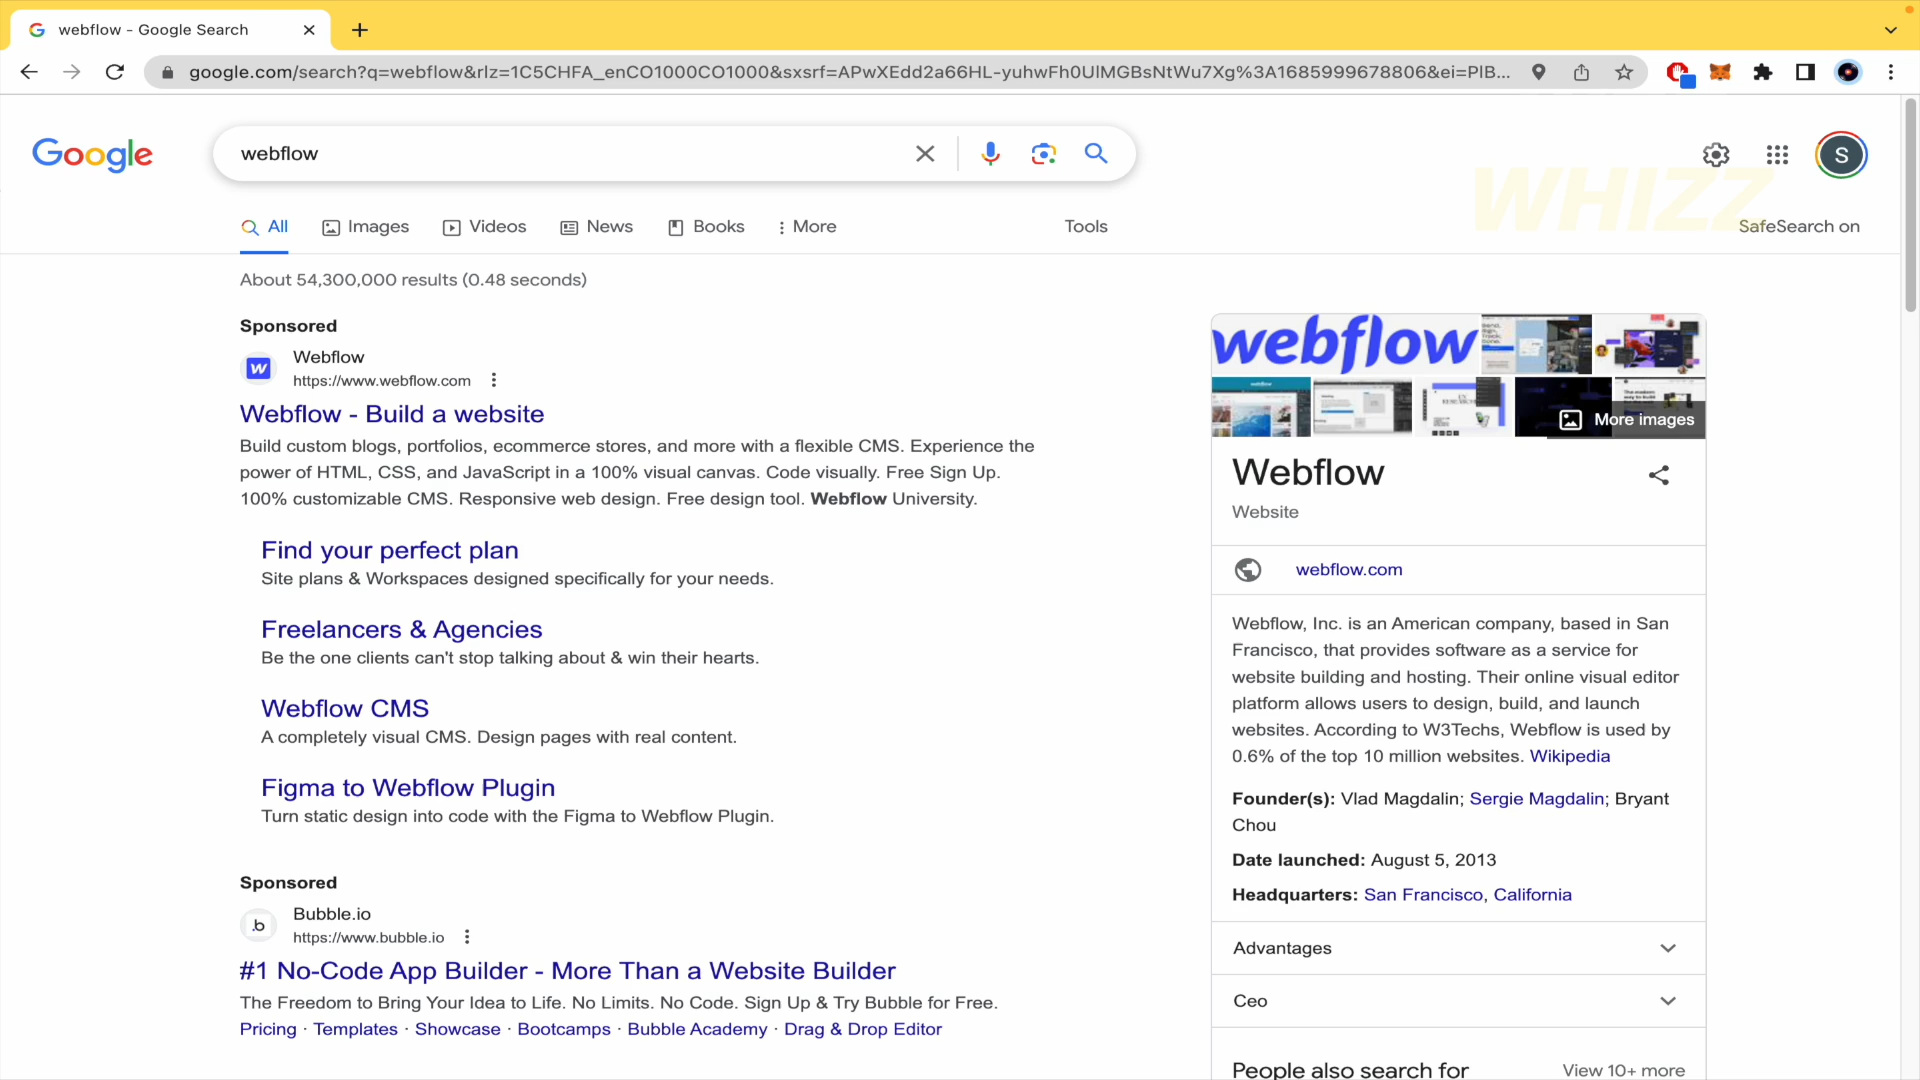 webflow - Google Search
google.com/search?q=webflow&rlz=1C5CHFA_enCO1000CO1000&sxsrf=APwXEdd2a66HL-yuhwFh0UlMGBsNtWu7Xg%3A1685999678806&ei=PlB...
Google
webflow
S
WHIZZ
All
Images
Videos
News
Books
More
Tools
SafeSearch on
About 54,300,000 results (0.48 seconds)
Sponsored
Webflow
https://www.webflow.com
Webflow - Build a website
Build custom blogs, portfolios, ecommerce stores, and more with a flexible CMS. Experience the
power of HTML, CSS, and JavaScript in a 100% visual canvas. Code visually. Free Sign Up.
100% customizable CMS. Responsive web design. Free design tool. Webflow University.
Find your perfect plan
Site plans & Workspaces designed specifically for your needs.
Freelancers & Agencies
Be the one clients can't stop talking about & win their hearts.
Webflow CMS
A completely visual CMS. Design pages with real content.
Figma to Webflow Plugin
Turn static design into code with the Figma to Webflow Plugin.
Sponsored
Bubble.io
https://www.bubble.io
#1 No-Code App Builder - More Than a Website Builder
The Freedom to Bring Your Idea to Life. No Limits. No Code. Sign Up & Try Bubble for Free.
Pricing · Templates · Showcase · Bootcamps · Bubble Academy · Drag & Drop Editor
webflow
More images
Webflow
Website
webflow.com
Webflow, Inc. is an American company, based in San
Francisco, that provides software as a service for
website building and hosting. Their online visual editor
platform allows users to design, build, and launch
websites. According to W3Techs, Webflow is used by
0.6% of the top 10 million websites. Wikipedia
Founder(s): Vlad Magdalin; Sergie Magdalin; Bryant
Chou
Date launched: August 5, 2013
Headquarters: San Francisco, California
Advantages
Ceo
People also search for
View 10+ more